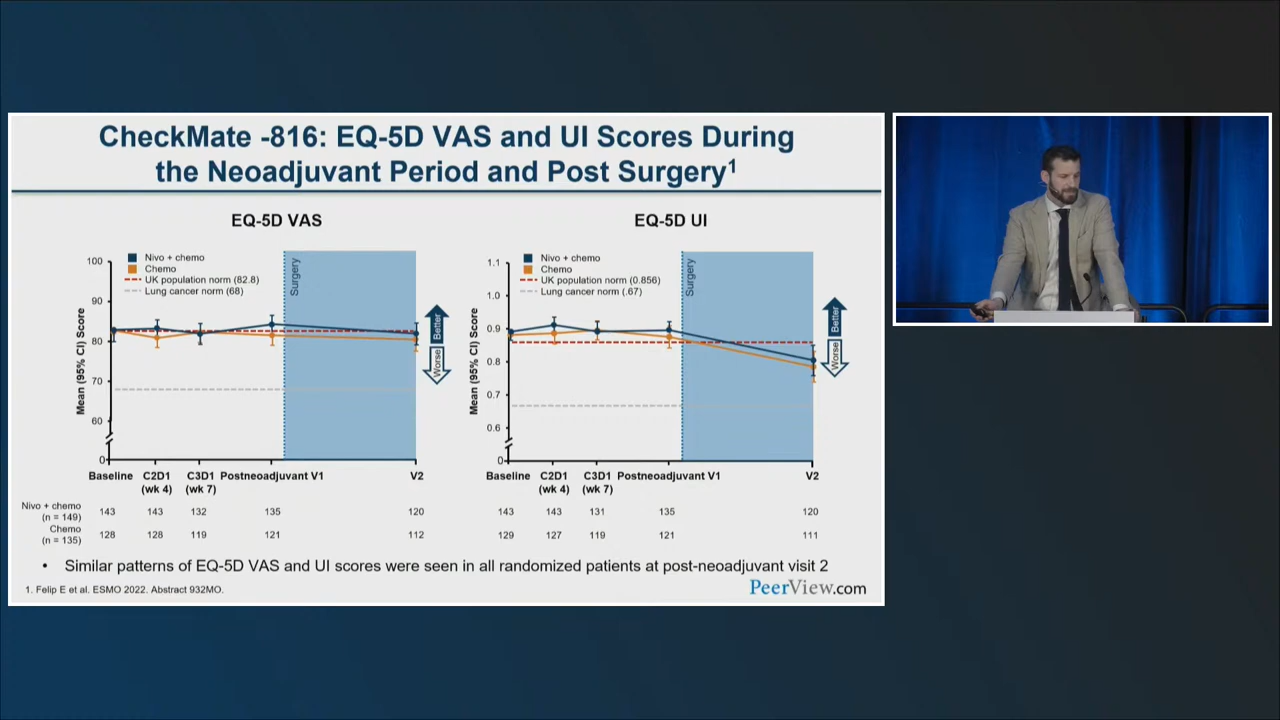 CheckMate -816: EQ-5D VAS and UI Scores During
the Neoadjuvant Period and Post Surgery1
EQ-5D VAS
Nivo + chemo
Chemo
UK population norm (82.8)
Lung cancer norm (68)
Surgery
Mean (95% CI) Score
100
90
80
70
60
0
Better
Worse
Baseline C2D1 (wk 4) C3D1 (wk 7) Postneoadjuvant V1 V2
Nivo + chemo (n = 149) 143 143 132 135 120
Chemo (n = 135) 128 128 119 121 112
EQ-5D UI
Nivo + chemo
Chemo
UK population norm (0.856)
Lung cancer norm (.67)
Surgery
Mean (95% CI) Score
1.1
1.0
0.9
0.8
0.7
0.6
0
Better
Worse
Baseline C2D1 (wk 4) C3D1 (wk 7) Postneoadjuvant V1 V2
143 143 131 135 120
129 127 119 121 111
• Similar patterns of EQ-5D VAS and UI scores were seen in all randomized patients at post-neoadjuvant visit 2
1. Felip E et al. ESMO 2022. Abstract 932MO.
PeerView.com